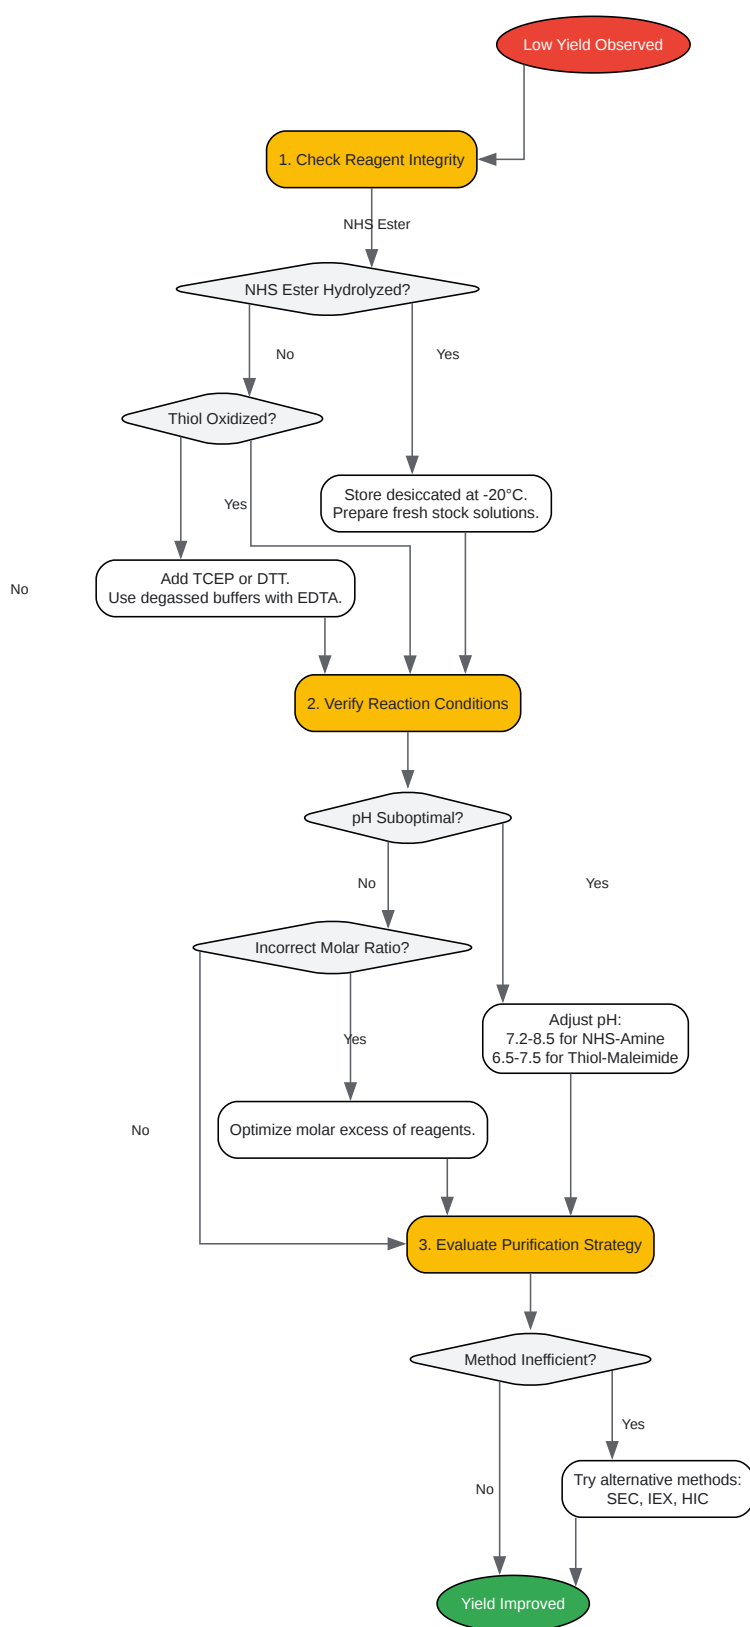 Low Yield Observed
1. Check Reagent Integrity
NHS Ester
NHS Ester Hydrolyzed?
No
Yes
Thiol Oxidized?
Store desiccated at -20°C.
Prepare fresh stock solutions.
Yes
Add TCEP or DTT.
Use degassed buffers with EDTA.
No
2. Verify Reaction Conditions
pH Suboptimal?
No
Yes
Incorrect Molar Ratio?
Adjust pH:
7.2-8.5 for NHS-Amine
6.5-7.5 for Thiol-Maleimide
Yes
Optimize molar excess of reagents.
No
3. Evaluate Purification Strategy
Method Inefficient?
Yes
Try alternative methods:
SEC, IEX, HIC
No
Yield Improved